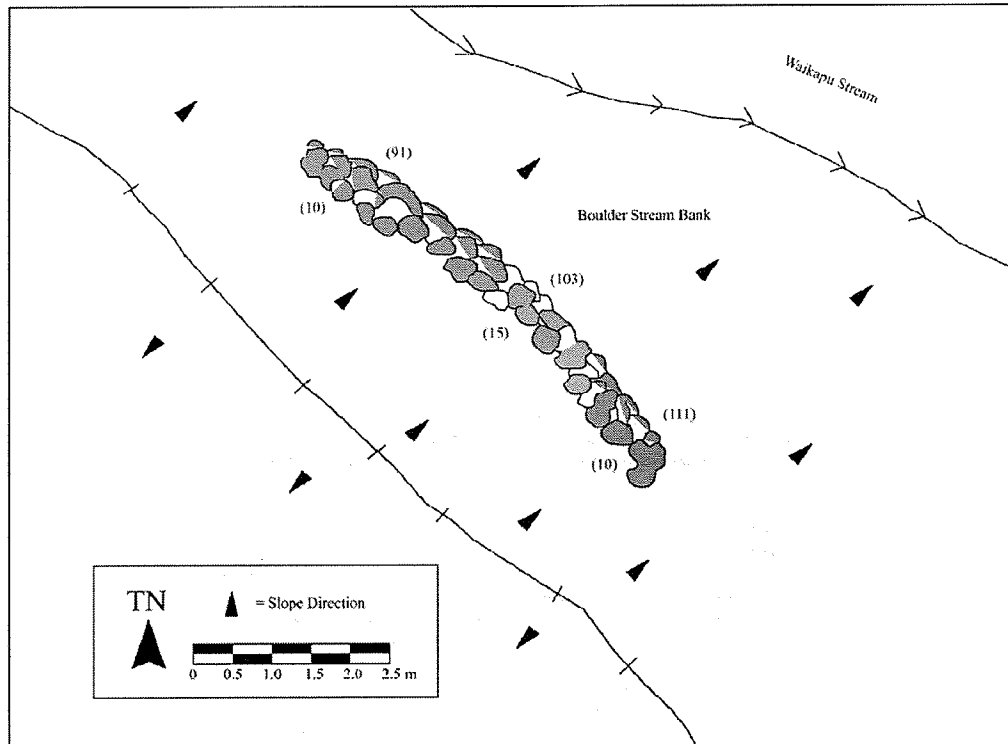 Waikapu Stream
(91)
(10)
Boulder Stream Bank
(103)
(15)
(111)
(10)
TN
= Slope Direction
0 0.5 1.0 1.5 2.0 2.5 m